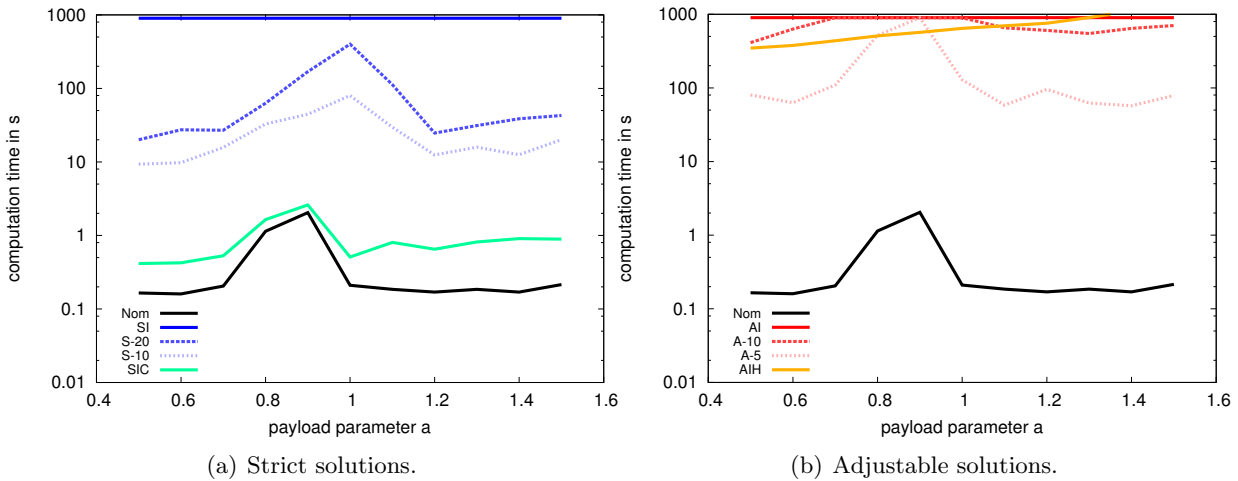 1000
100
10
1
0.1
0.01
computation time in s
Nom
SI
S-20
S-10
SIC
0.4 0.6 0.8 1 1.2 1.4 1.6
payload parameter a
(a) Strict solutions.
1000
100
10
1
0.1
0.01
computation time in s
Nom
AI
A-10
A-5
AIH
0.4 0.6 0.8 1 1.2 1.4 1.6
payload parameter a
(b) Adjustable solutions.